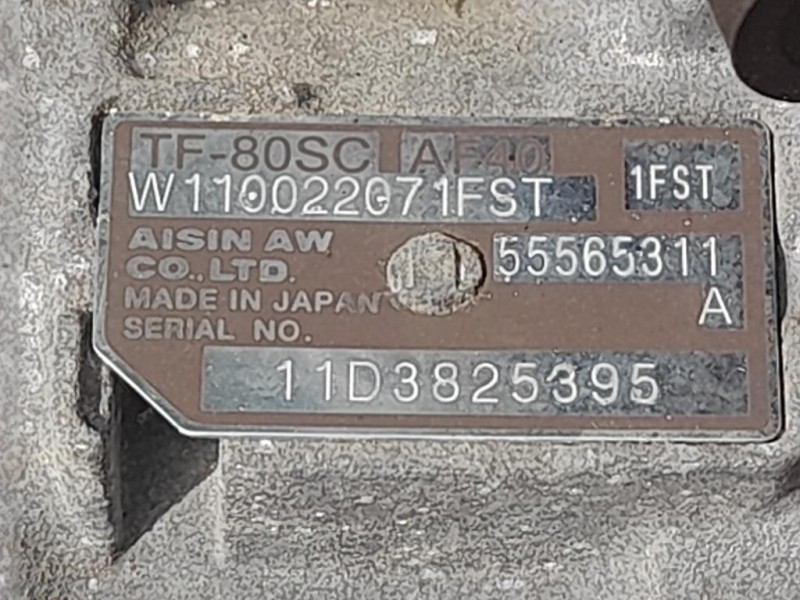 TF-80SC AF40
W110022071FST 1FST
AISIN AW
CO.,LTD. 55565311
MADE IN JAPAN A
SERIAL NO.
11D3825395